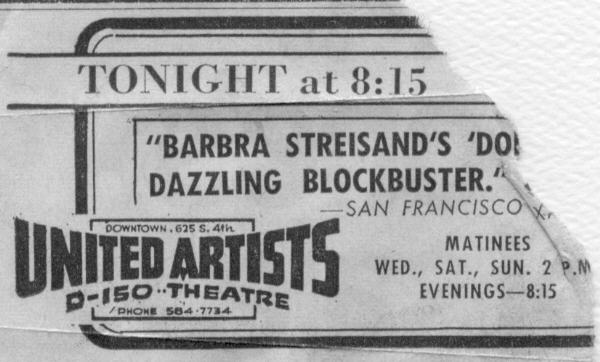 TONIGHT at 8:15
"BARBRA STREISAND'S 'DO
DAZZLING BLOCKBUSTER."
—SAN FRANCISCO
DOWNTOWN . 625 S. 4th.
UNITED ARTISTS
D-150 ·· THEATRE
PHONE 584-7734
MATINEES
WED., SAT., SUN. 2 P.M
EVENINGS—8:15